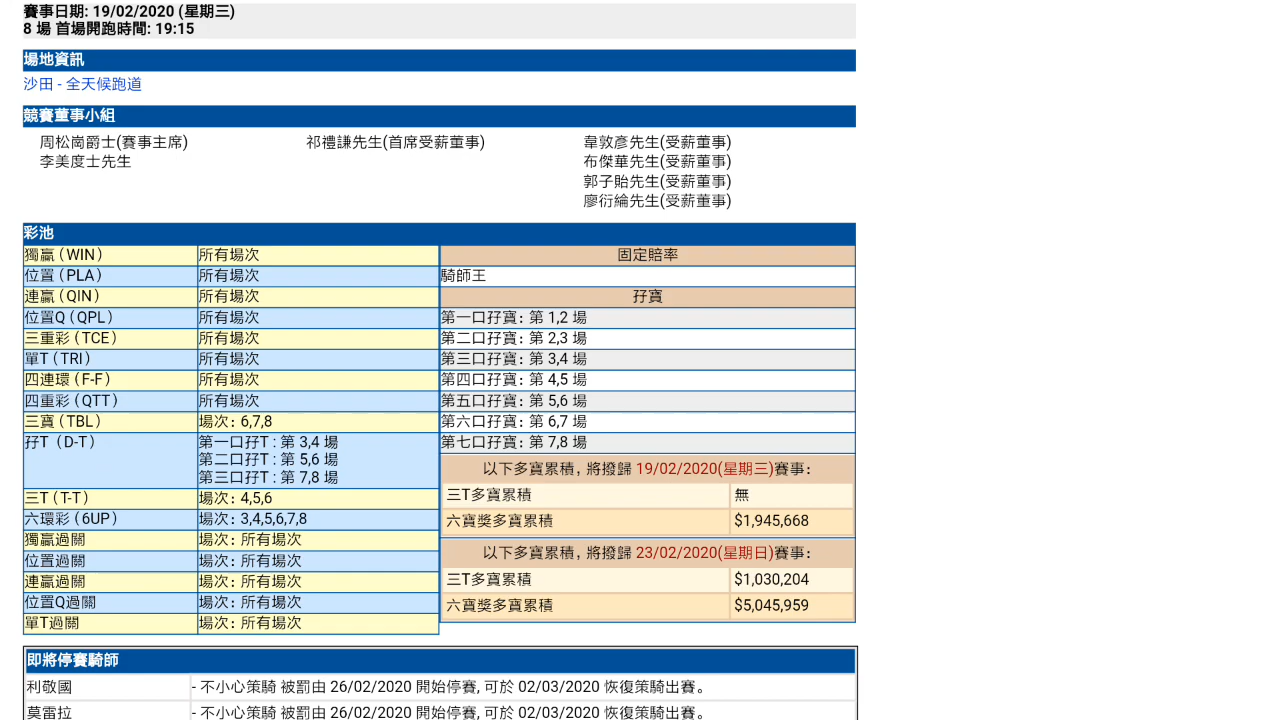 賽事日期: 19/02/2020 (星期三)
8 場 首場開跑時間: 19:15
場地資訊
沙田 - 全天候跑道
競賽董事小組
周松崗爵士(賽事主席) 祁禮謙先生(首席受薪董事) 韋敦彥先生(受薪董事)
李美度士先生 布傑華先生(受薪董事)
郭子貽先生(受薪董事)
廖衍綸先生(受薪董事)
彩池
獨贏 (WIN) 所有場次 固定賠率
位置 (PLA) 所有場次 騎師王
連贏 (QIN) 所有場次 孖寶
位置Q (QPL) 所有場次 第一口孖寶: 第 1,2 場
三重彩 (TCE) 所有場次 第二口孖寶: 第 2,3 場
單T (TRI) 所有場次 第三口孖寶: 第 3,4 場
四連環 (F-F) 所有場次 第四口孖寶: 第 4,5 場
四重彩 (QTT) 所有場次 第五口孖寶: 第 5,6 場
三寶 (TBL) 場次: 6,7,8 第六口孖寶: 第 6,7 場
孖T (D-T) 第一口孖T : 第 3,4 場 第七口孖寶: 第 7,8 場
第二口孖T : 第 5,6 場
第三口孖T : 第 7,8 場
以下多寶累積, 將撥歸 19/02/2020(星期三)賽事:
三T (T-T) 場次: 4,5,6 三T多寶累積 無
六環彩 (6UP) 場次: 3,4,5,6,7,8 六寶獎多寶累積 $1,945,668
獨贏過關 場次: 所有場次
位置過關 場次: 所有場次 以下多寶累積, 將撥歸 23/02/2020(星期日)賽事:
連贏過關 場次: 所有場次 三T多寶累積 $1,030,204
位置Q過關 場次: 所有場次 六寶獎多寶累積 $5,045,959
單T過關 場次: 所有場次
即將停賽騎師
利敬國 - 不小心策騎 被罰由 26/02/2020 開始停賽, 可於 02/03/2020 恢復策騎出賽。
莫雷拉 - 不小心策騎 被罰由 26/02/2020 開始停賽, 可於 02/03/2020 恢復策騎出賽。